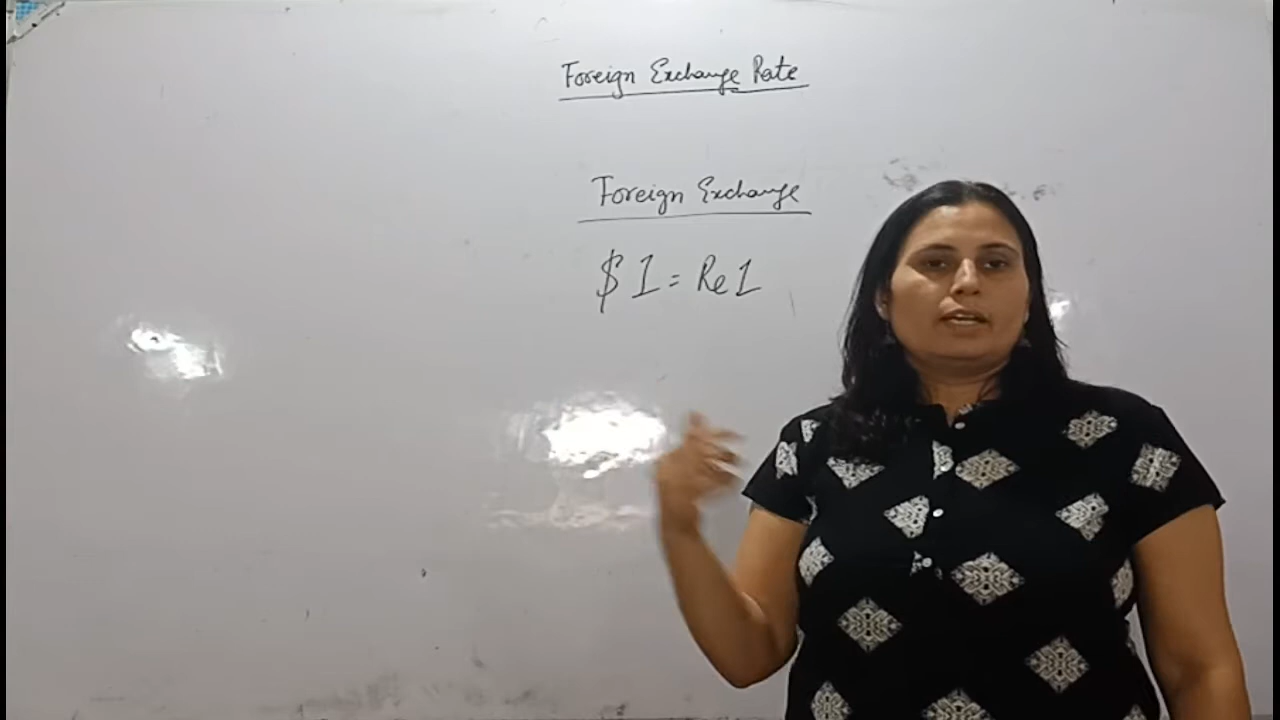 Foreign Exchange Rate
Foreign Exchange
$ 1 = Re 1